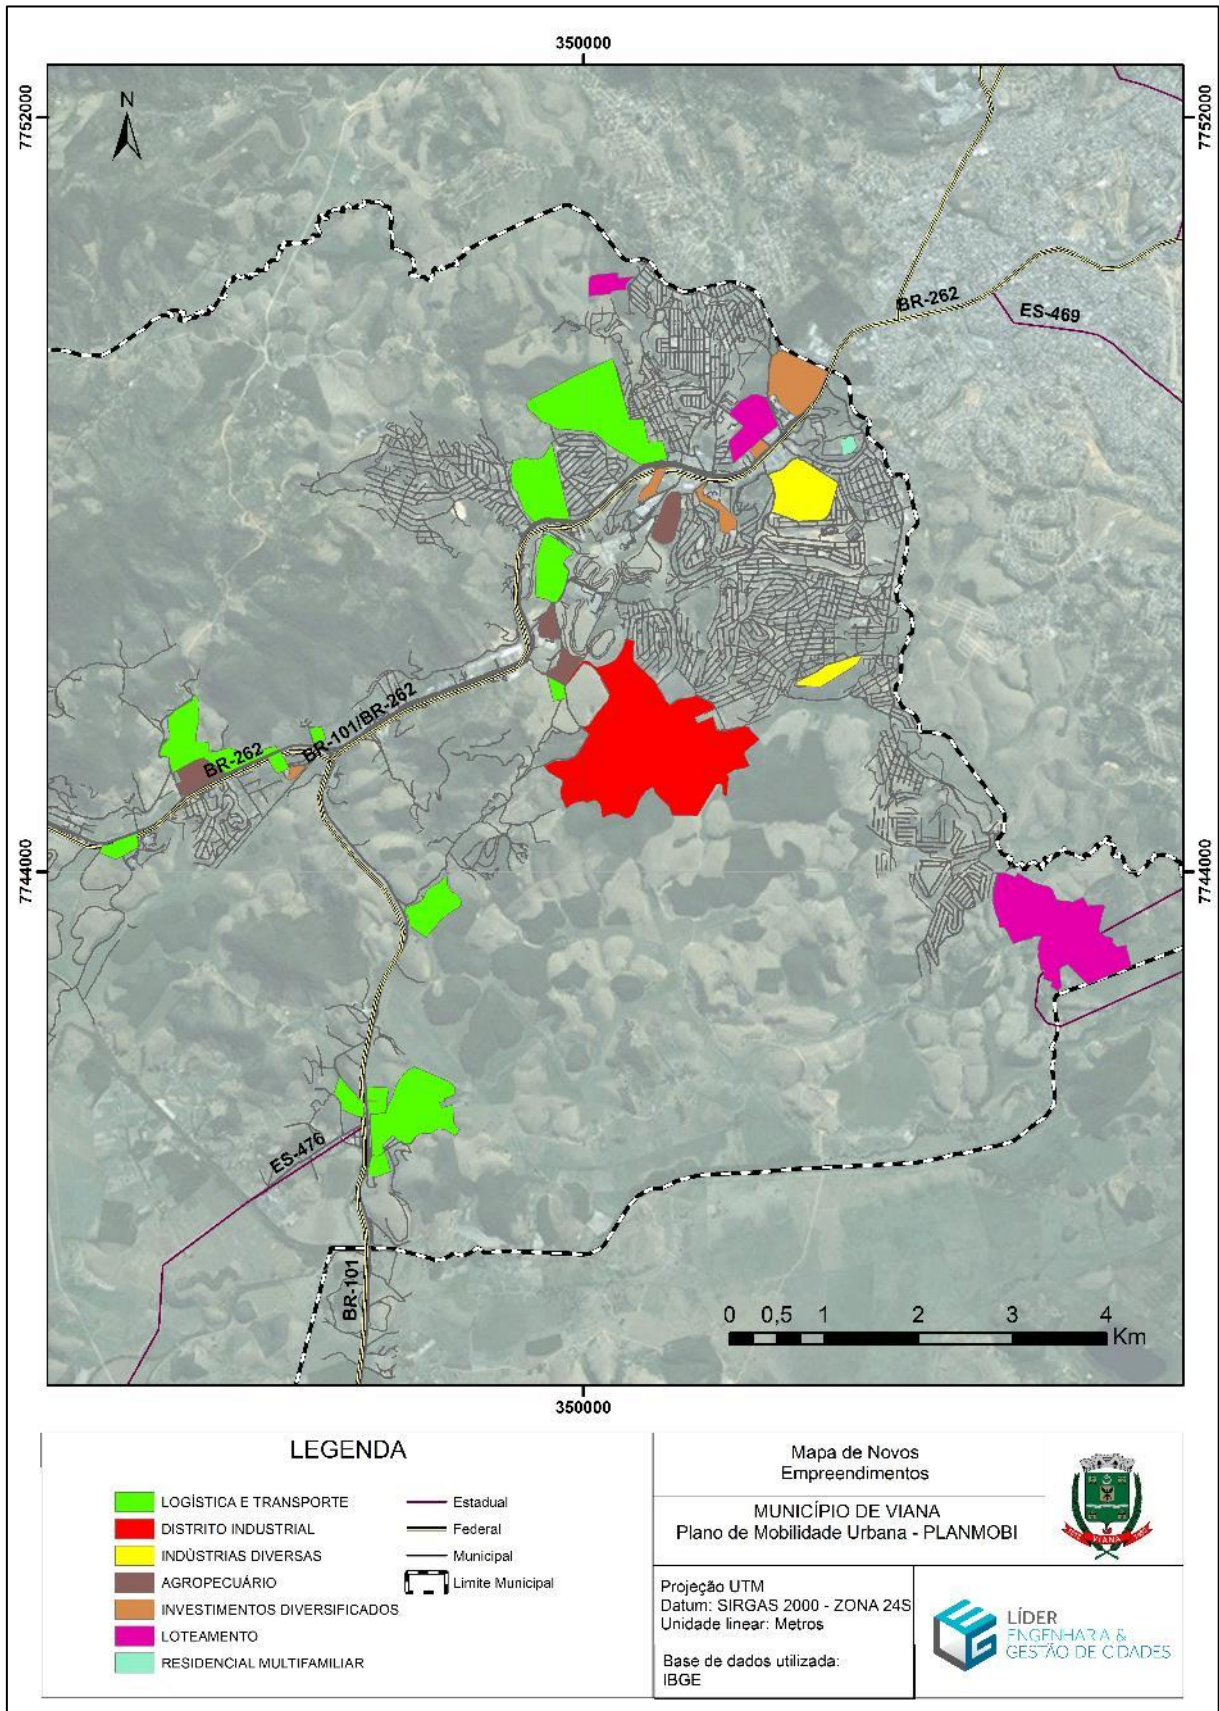 350000
7752000
7752000
N
BR-262
ES-469
BR-101/BR-262
BR-262
7744000
7744000
ES-476
BR-101
0 0,5 1 2 3 4
Km
350000
LEGENDA
LOGÍSTICA E TRANSPORTE
DISTRITO INDUSTRIAL
INDÙSTRIAS DIVERSAS
AGROPECUÁRIO
INVESTIMENTOS DIVERSIFICADOS
LOTEAMENTO
RESIDENCIAL MULTIFAMILIAR
Estadual
Federal
Municipal
Limite Municipal
Mapa de Novos
Empreendimentos
MUNICÍPIO DE VIANA
Plano de Mobilidade Urbana - PLANMOBI
VIANA
Projeção UTM
Datum: SIRGAS 2000 - ZONA 24S
Unidade linear: Metros
Base de dados utilizada:
IBGE
LÍDER
ENGENHARIA &
GESTÃO DE CIDADES